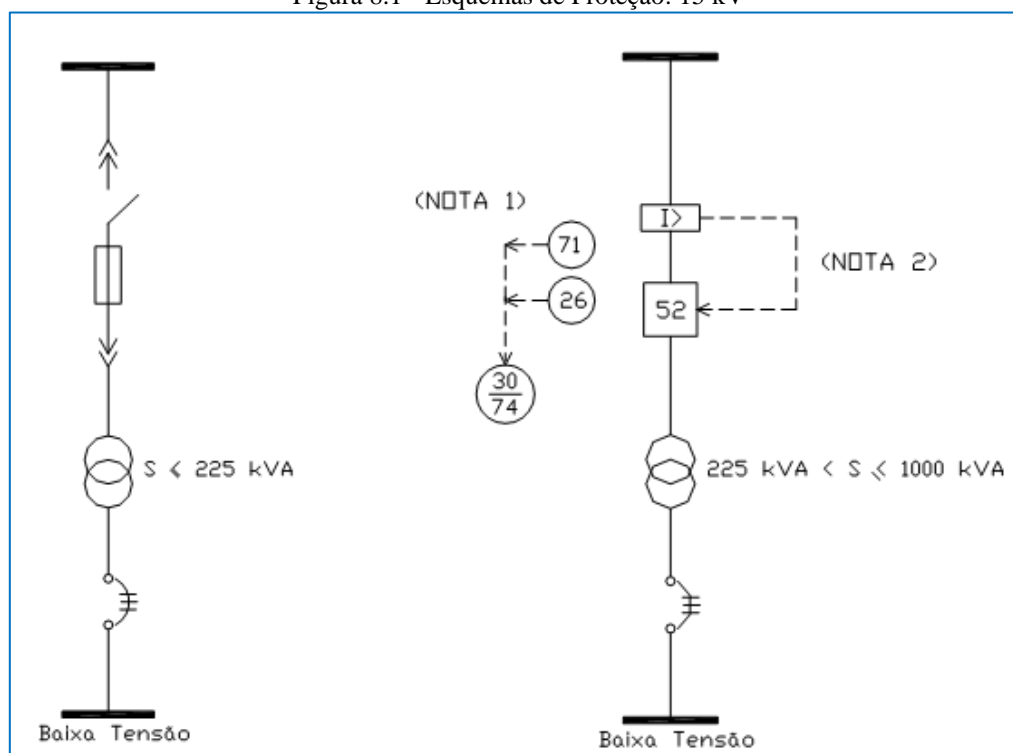 Figura 8.1 - Esquemas de Proteção: 15 kV
(NOTA 1)
71
26
30
74
I>
(NOTA 2)
52
S ≤ 225 kVA
225 kVA < S ≤ 1000 kVA
Baixa Tensão
Baixa Tensão